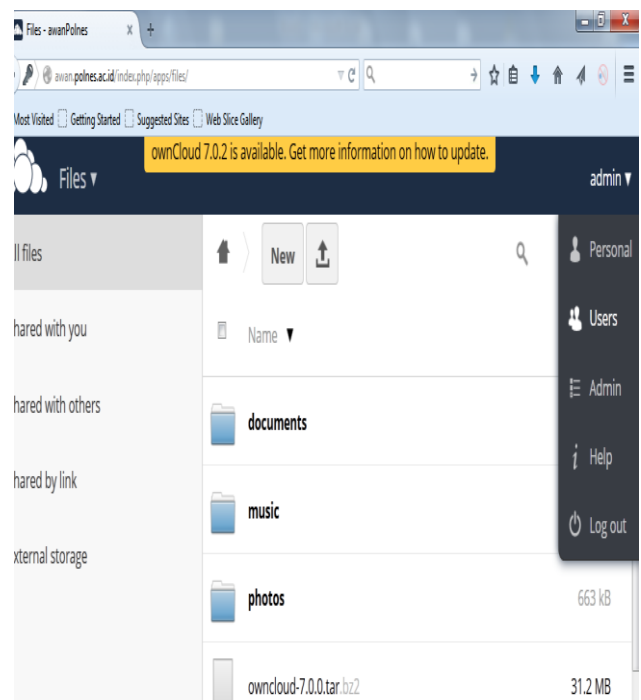 Files - awanPolnes
awan.polnes.ac.id/index.php/apps/files/
Most Visited Getting Started Suggested Sites Web Slice Gallery
ownCloud 7.0.2 is available. Get more information on how to update.
Files admin
ll files New Personal
hared with you Name Users
hared with others documents Admin
hared by link music Help
xternal storage Log out
photos 663 kB
owncloud-7.0.0.tar.bz2 31.2 MB